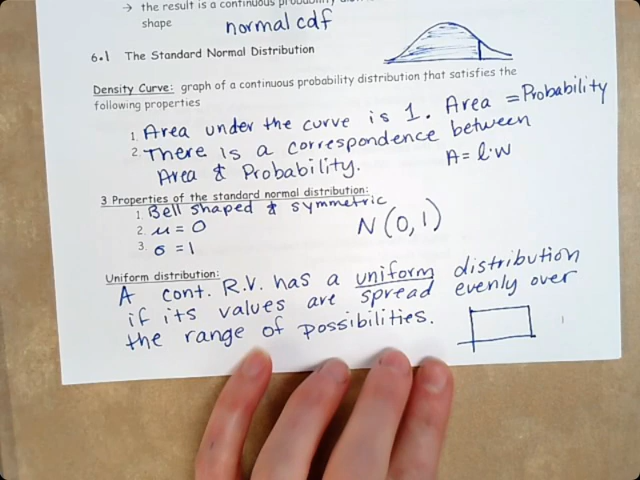 → the result is a continuous probability
shape normal cdf
6.1 The Standard Normal Distribution
Density Curve: graph of a continuous probability distribution that satisfies the
following properties
1. Area under the curve is 1. Area = Probability
2. There is a correspondence between
Area & Probability. A = l·w
3 Properties of the standard normal distribution:
1. Bell shaped & symmetric
2. μ = 0 N(0,1)
3. σ = 1
Uniform distribution:
A cont. R.V. has a uniform distribution
if its values are spread evenly over
the range of possibilities.